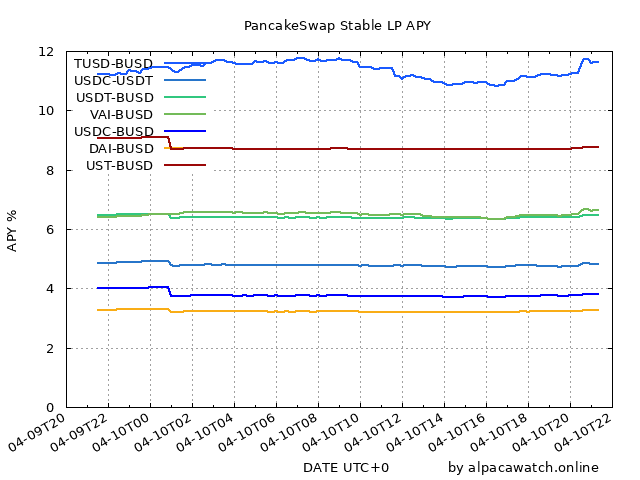 PancakeSwap Stable LP APY
12
10
8
6
4
2
0
APY %
TUSD-BUSD
USDC-USDT
USDT-BUSD
VAI-BUSD
USDC-BUSD
DAI-BUSD
UST-BUSD
04-09T20
04-09T22
04-10T00
04-10T02
04-10T04
04-10T06
04-10T08
04-10T10
04-10T12
04-10T14
04-10T16
04-10T18
04-10T20
04-10T22
DATE UTC+0
by alpacawatch.online